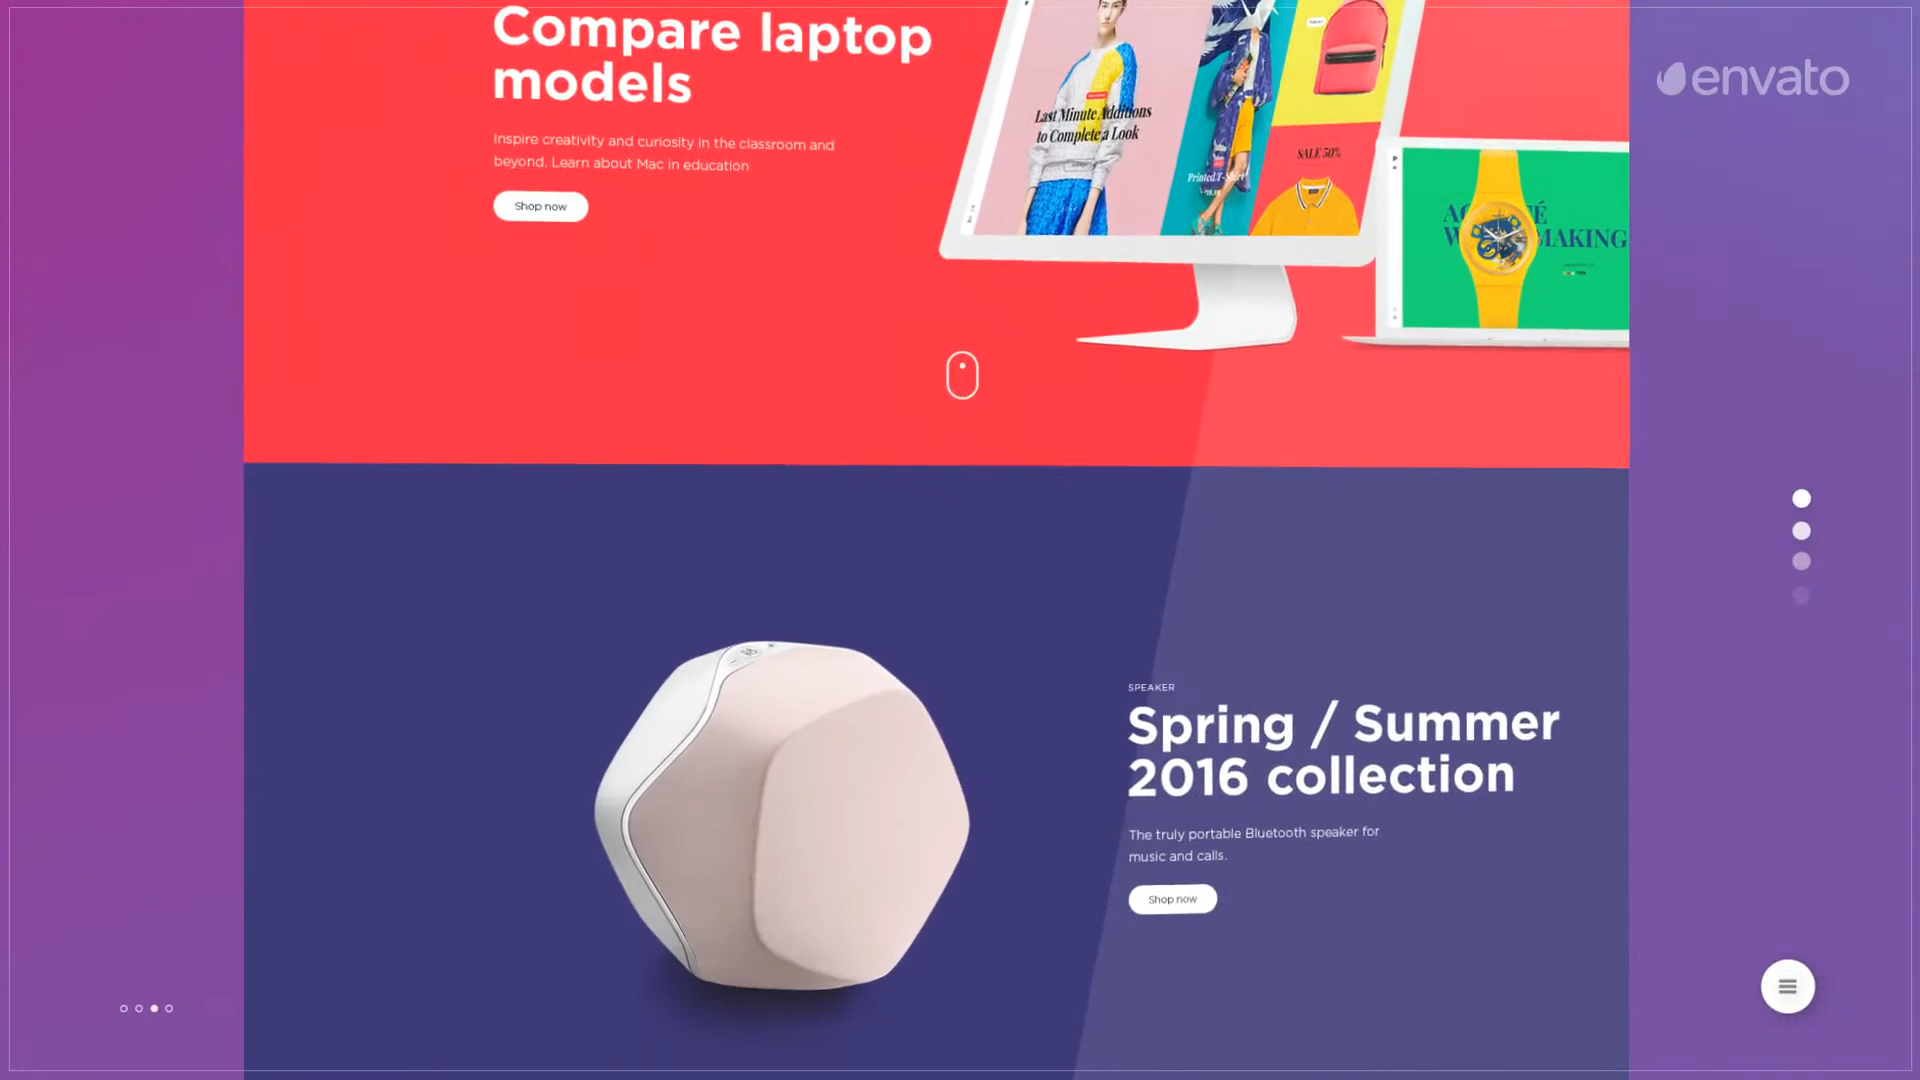 Compare laptop
models
Inspire creativity and curiosity in the classroom and
beyond. Learn about Mac in education
Shop now
Last Minute Additions
to Complete a Look
Printed T-Shirt
SALE 50%
MAKING
envato
SPEAKER
Spring / Summer
2016 collection
The truly portable Bluetooth speaker for
music and calls.
Shop now